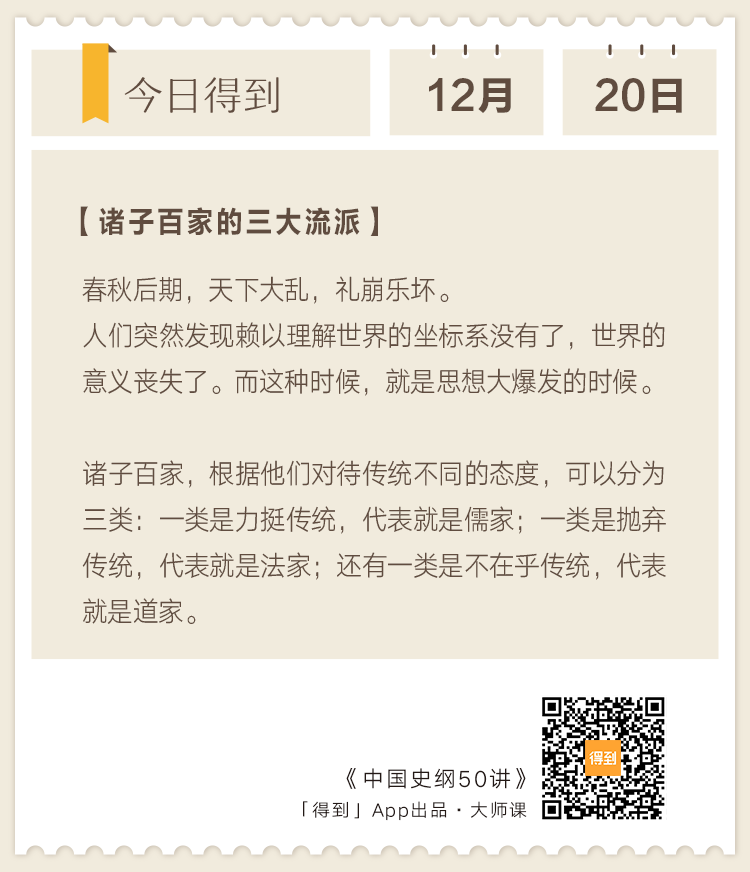 今日得到
12月
20日
【诸子百家的三大流派】
春秋后期，天下大乱，礼崩乐坏。
人们突然发现赖以理解世界的坐标系没有了，世界的
意义丧失了。而这种时候，就是思想大爆发的时候。
诸子百家，根据他们对待传统不同的态度，可以分为
三类：一类是力挺传统，代表就是儒家；一类是抛弃
传统，代表就是法家；还有一类是不在乎传统，代表
就是道家。
得到
《中国史纲50讲》
「得到」App出品·大师课